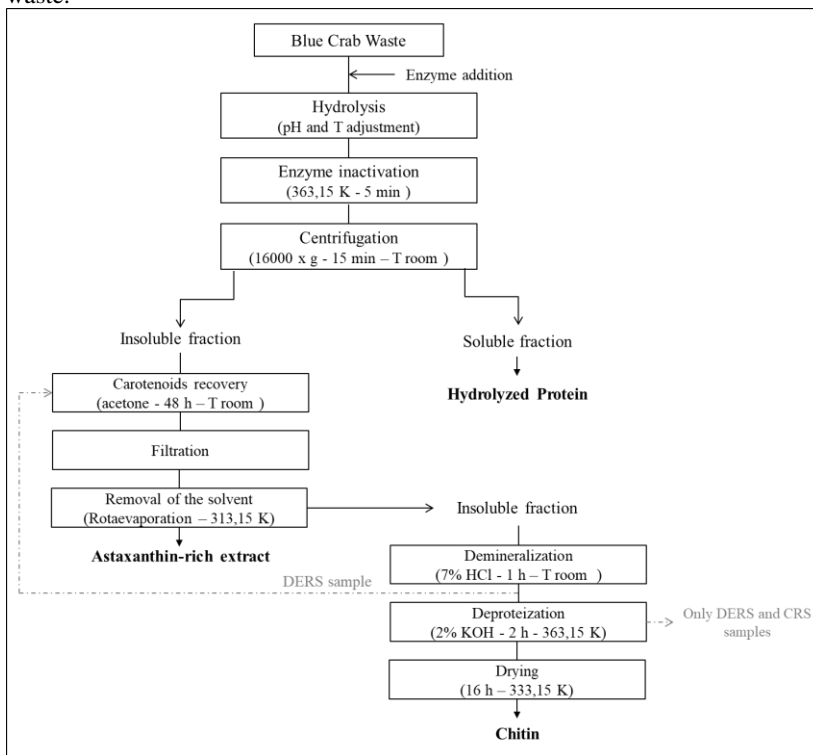 waste.
Blue Crab Waste
Enzyme addition
Hydrolysis
(pH and T adjustment)
Enzyme inactivation
(363,15 K - 5 min )
Centrifugation
(16000 x g - 15 min – T room )
Insoluble fraction
Soluble fraction
Carotenoids recovery
(acetone - 48 h – T room )
Hydrolyzed Protein
Filtration
Removal of the solvent
(Rotaevaporation – 313,15 K)
Insoluble fraction
Astaxanthin-rich extract
Demineralization
(7% HCl - 1 h – T room )
DERS sample
Deproteization
(2% KOH - 2 h - 363,15 K)
Only DERS and CRS
samples
Drying
(16 h – 333,15 K)
Chitin